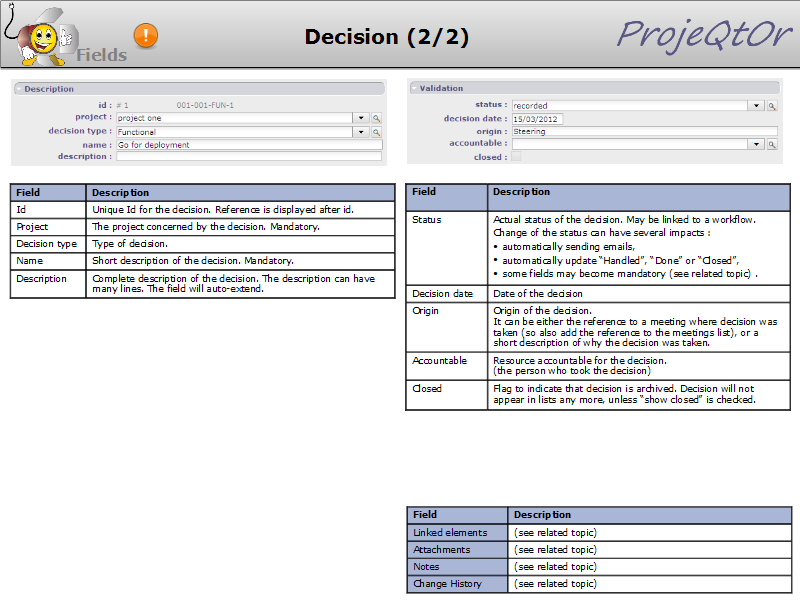 Fields
!
Decision (2/2)
ProjeQtOr
Description
id : # 1 001-001-FUN-1
project : project one
decision type : Functional
name : Go for deployment
description :
Validation
status : recorded
decision date : 15/03/2012
origin : Steering
accountable :
closed :
Field Description
Id Unique Id for the decision. Reference is displayed after id.
Project The project concerned by the decision. Mandatory.
Decision type Type of decision.
Name Short description of the decision. Mandatory.
Description Complete description of the decision. The description can have
many lines. The field will auto-extend.
Field Description
Status Actual status of the decision. May be linked to a workflow.
Change of the status can have several impacts :
• automatically sending emails,
• automatically update “Handled”, “Done” or “Closed”,
• some fields may become mandatory (see related topic) .
Decision date Date of the decision
Origin Origin of the decision.
It can be either the reference to a meeting where decision was
taken (so also add the reference to the meetings list), or a
short description of why the decision was taken.
Accountable Resource accountable for the decision.
(the person who took the decision)
Closed Flag to indicate that decision is archived. Decision will not
appear in lists any more, unless “show closed” is checked.
Field Description
Linked elements (see related topic)
Attachments (see related topic)
Notes (see related topic)
Change History (see related topic)